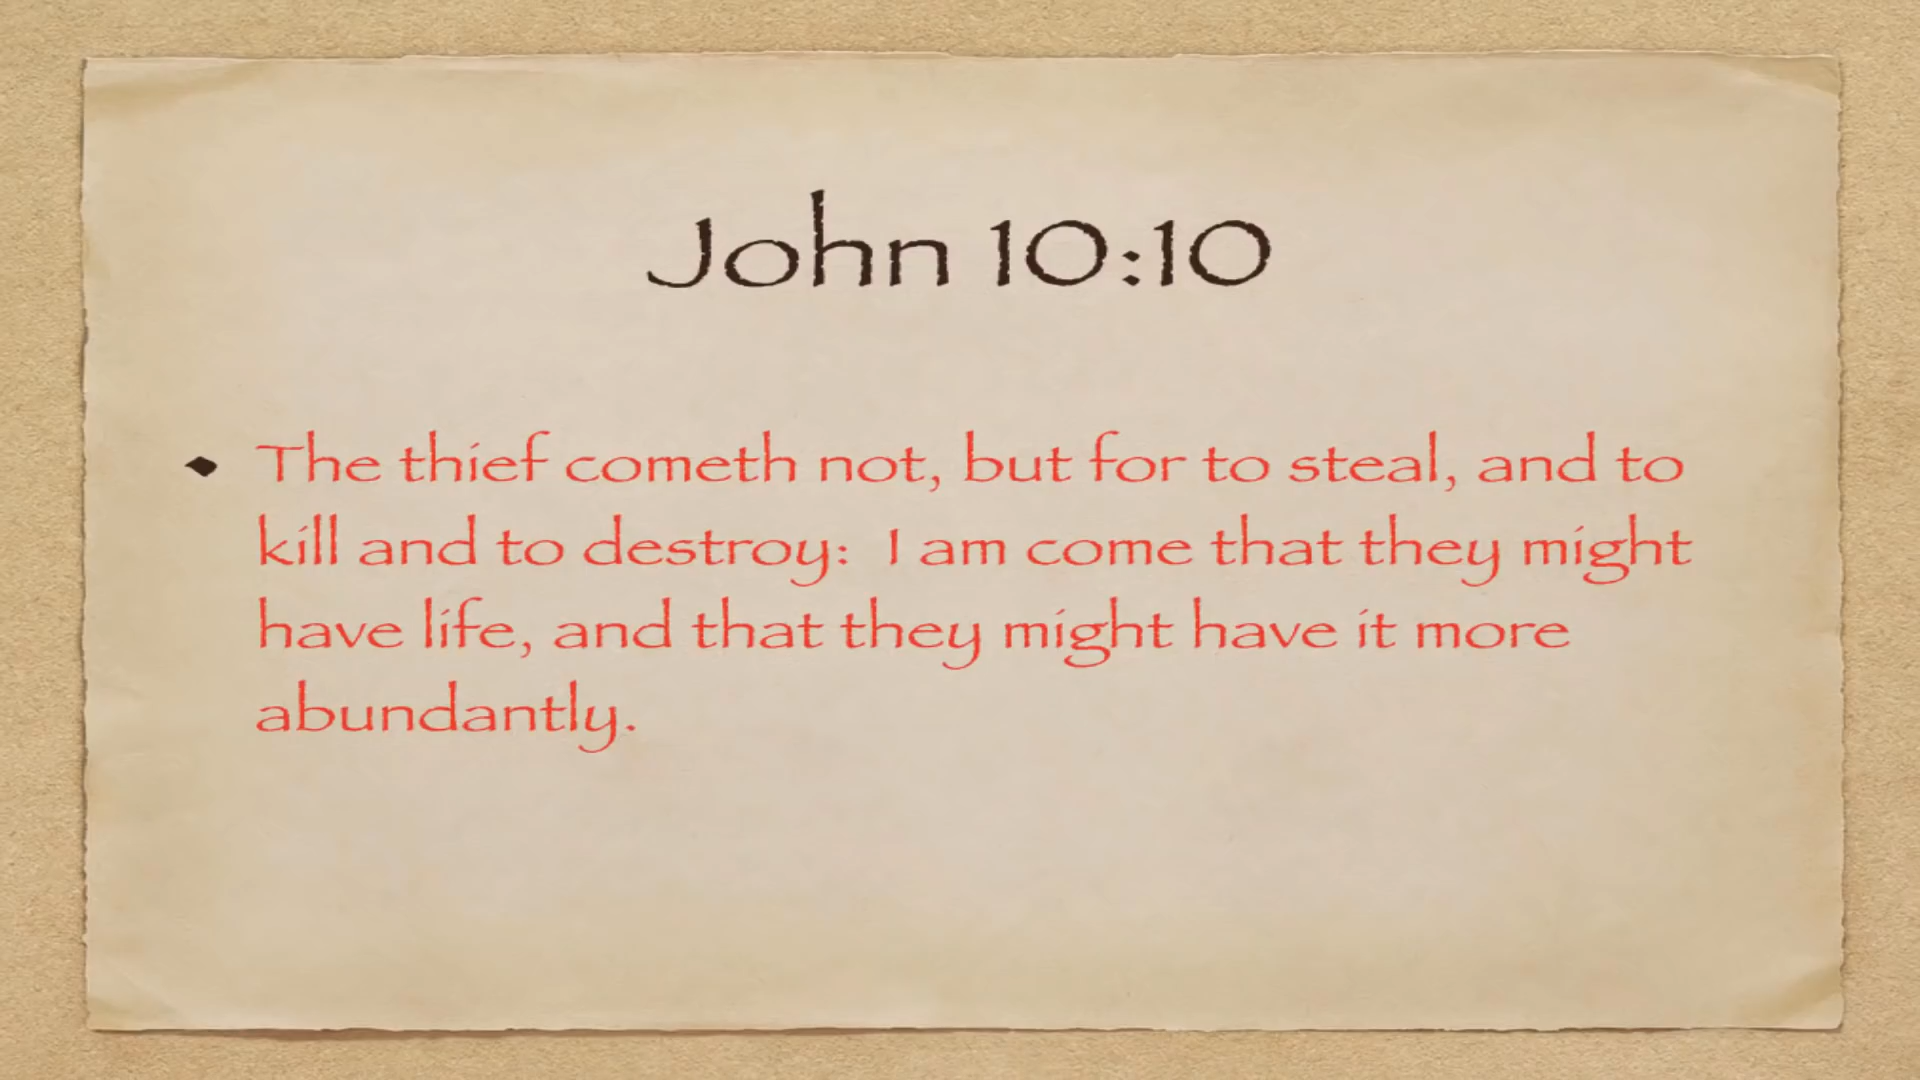 John 10:10
The thief cometh not, but for to steal, and to
kill and to destroy:  I am come that they might
have life, and that they might have it more
abundantly.